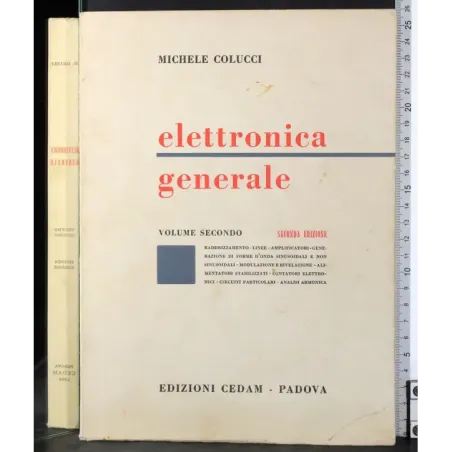 MICHELE COLUCCI
elettronica
generale
VOLUME SECONDO SECONDA EDIZIONE
RADDRIZZAMENTO - LINEE - AMPLIFICATORI - GENE-
RAZIONE DI FORME D'ONDA SINUSOIDALI E NON
SINUSOIDALI - MODULAZIONE E RIVELAZIONE - ALI-
MENTATORI STABILIZZATI - CONTATORI ELETTRO-
NICI - CIRCUITI PARTICOLARI - ANALISI ARMONICA
EDIZIONI CEDAM - PADOVA